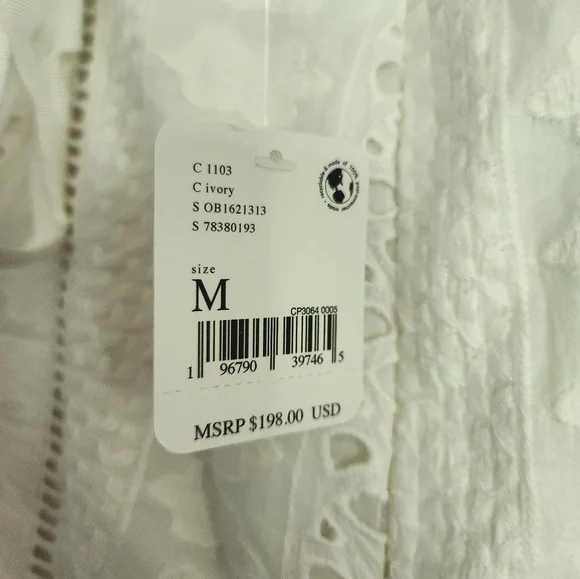 C 1103
C ivory
S OB1621313
S 78380193
size
M
CP3064 0005
1 96790 39746 5
MSRP $198.00 USD